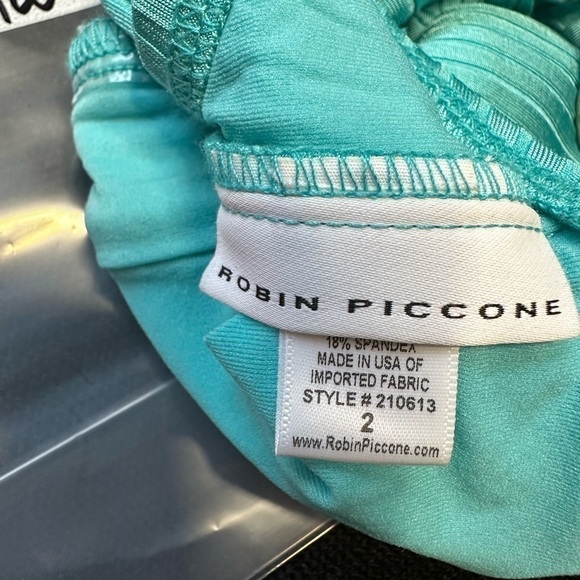 ROBIN PICCONE
18% SPANDEX
MADE IN USA OF
IMPORTED FABRIC
STYLE # 210613
2
www.RobinPiccone.com